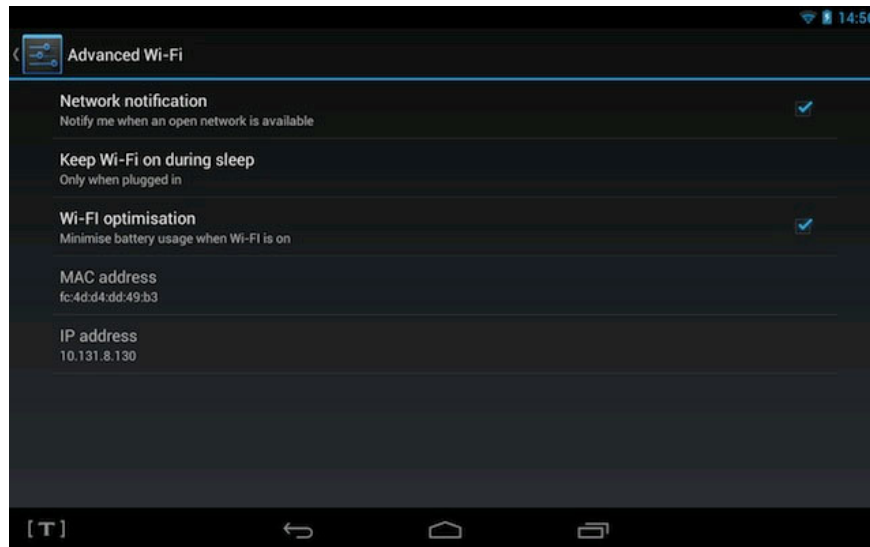 14:50
Advanced Wi-Fi
Network notification
Notify me when an open network is available
Keep Wi-Fi on during sleep
Only when plugged in
Wi-FI optimisation
Minimise battery usage when Wi-FI is on
MAC address
fc:4d:d4:dd:49:b3
IP address
10.131.8.130
[T]